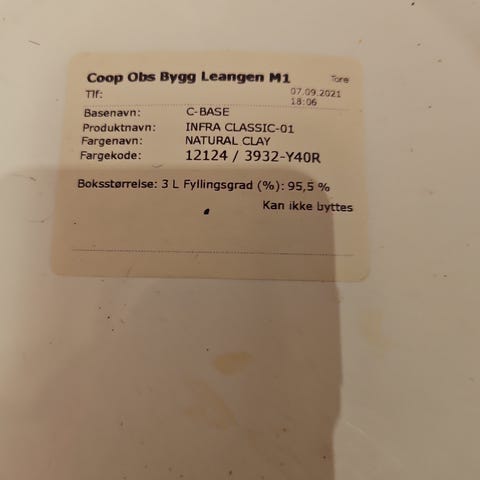 Coop Obs Bygg Leangen M1 Tore
Tlf: 07.09.2021
18:06
Basenavn: C-BASE
Produktnavn: INFRA CLASSIC-01
Fargenavn: NATURAL CLAY
Fargekode: 12124 / 3932-Y40R
Boksstørrelse: 3 L Fyllingsgrad (%): 95,5 %
Kan ikke byttes